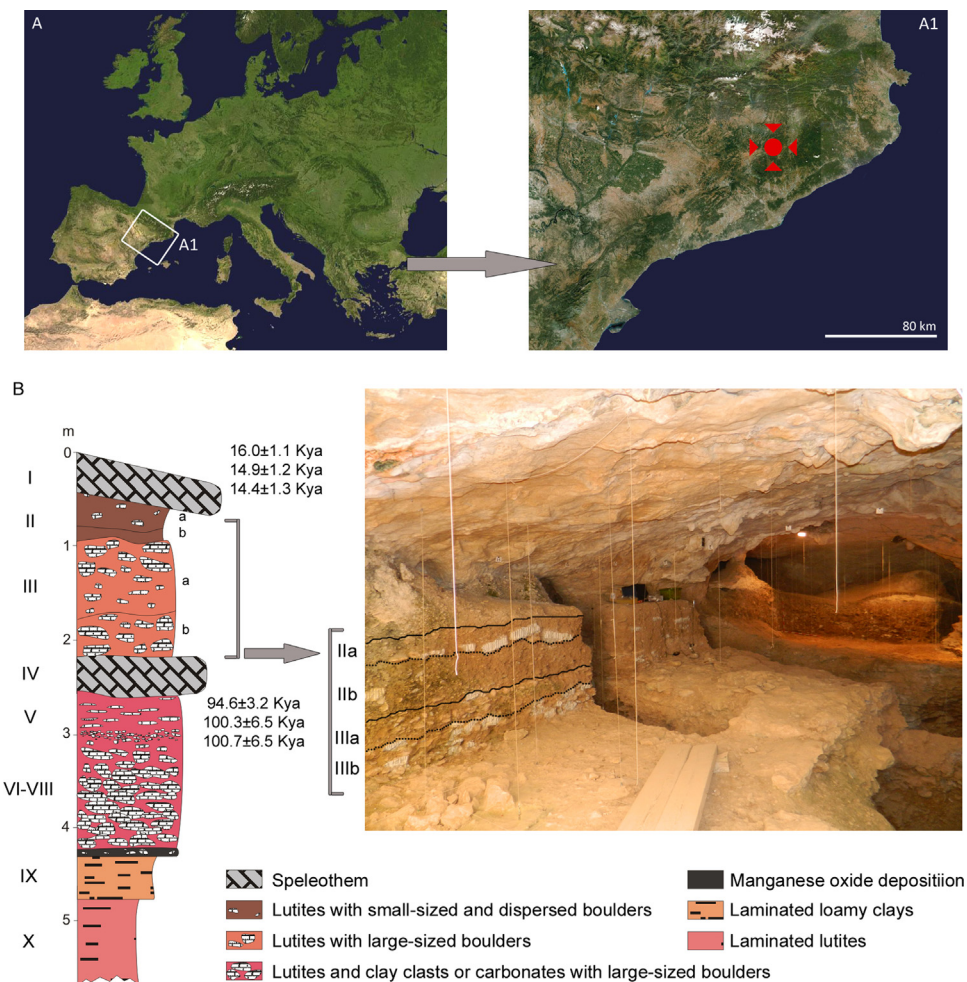 A
A1
A1
80 km
B
m
0
I
16.0±1.1 Kya
14.9±1.2 Kya
14.4±1.3 Kya
II
a
b
1
III
a
b
2
IIa
IV
IIb
V
94.6±3.2 Kya
100.3±6.5 Kya
100.7±6.5 Kya
3
IIIa
IIIb
VI-VIII
4
IX
5
X
Speleothem
Lutites with small-sized and dispersed boulders
Lutites with large-sized boulders
Lutites and clay clasts or carbonates with large-sized boulders
Manganese oxide depositiion
Laminated loamy clays
Laminated lutites